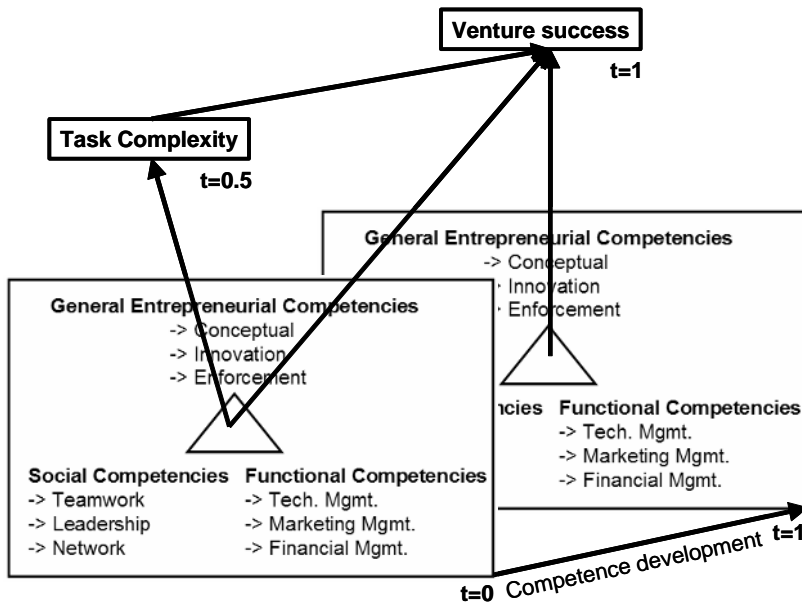 Venture success
t=1
Task Complexity
t=0.5
General Entrepreneurial Competencies
-> Conceptual
Innovation
Enforcement
General Entrepreneurial Competencies
-> Conceptual
-> Innovation
-> Enforcement
ncies Functional Competencies
-> Tech. Mgmt.
-> Marketing Mgmt.
-> Financial Mgmt.
Social Competencies Functional Competencies
-> Teamwork -> Tech. Mgmt.
-> Leadership -> Marketing Mgmt.
-> Network -> Financial Mgmt.
t=0 Competence development t=1